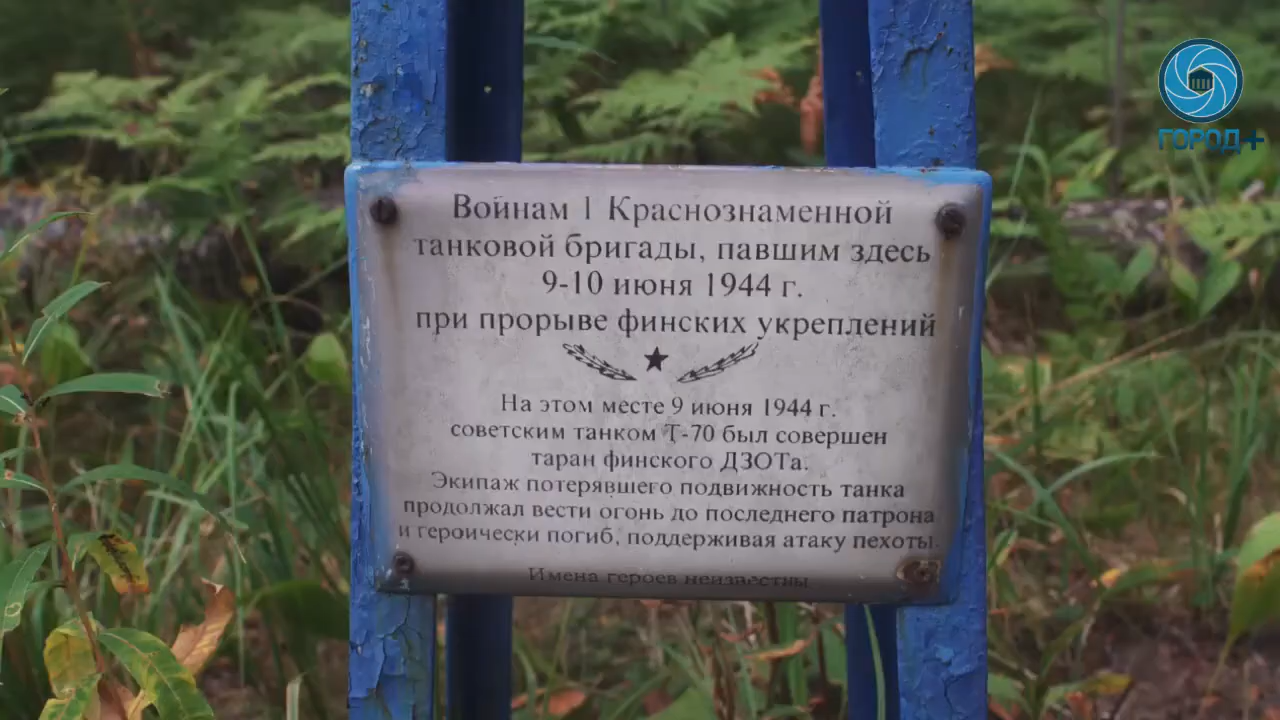 ГОРОД+
Войнам 1 Краснознаменной
танковой бригады, павшим здесь
9-10 июня 1944 г.
при прорыве финских укреплений
На этом месте 9 июня 1944 г.
советским танком Т-70 был совершен
таран финского ДЗОТа.
Экипаж потерявшего подвижность танка
продолжал вести огонь до последнего патрона
и героически погиб, поддерживая атаку пехоты.
Имена героев неизвестны